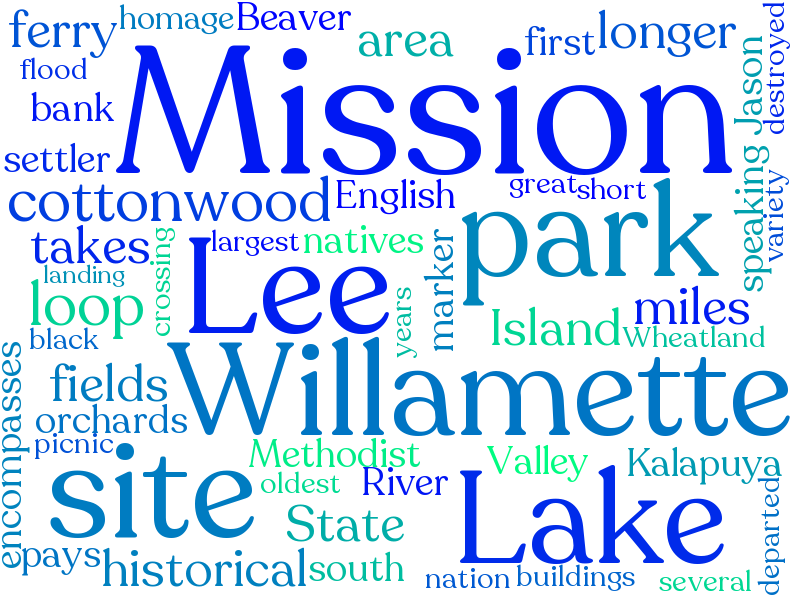 homage Beaver
ferry area first longer
flood
Mission
bank
destroyed
Jason
settler
cottonwood English great short
speaking variety
park
takes largest natives
Lee
landing crossing
marker
loop miles
years Island Wheatland
black
Willamette
fields
encompasses
orchards
picnic
Methodist Valley Kalapuya
site River Lake
oldest
State
departed
pays historical south
nation buildings several